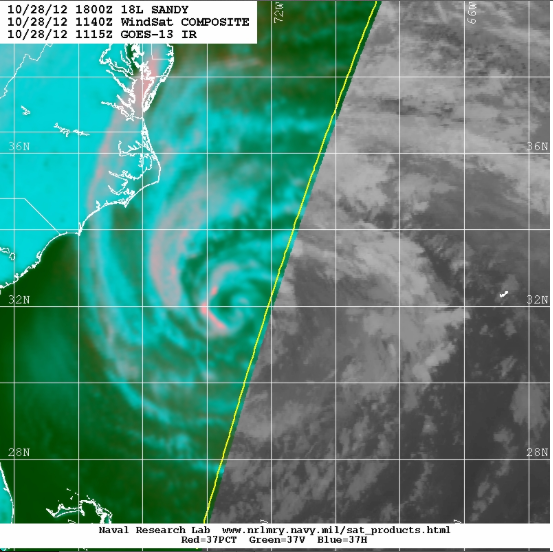 10/28/12 1800Z 18L SANDY
10/28/12 1140Z WindSat COMPOSITE
10/28/12 1115Z GOES-13 IR
72W
66W
36N
36N
32N
32N
28N
28N
Naval Research Lab www.nrlmry.navy.mil/sat_products.html
Red=37PCT Green=37V Blue=37H